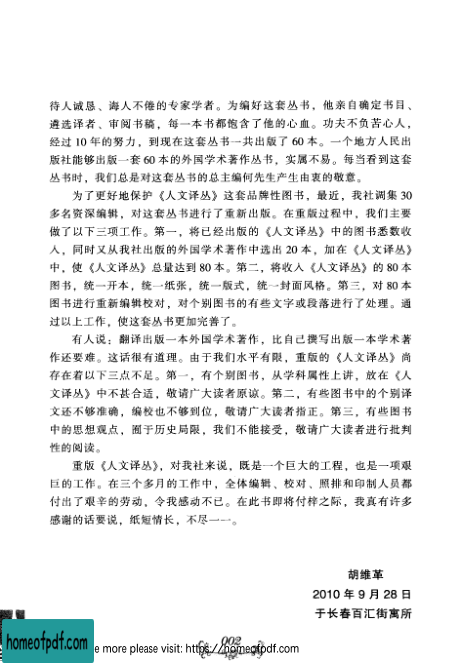 待人诚恳、海人不倦的专家学者。为编好这套丛书，他亲自确定书目、
遴选译者、审阅书稿，每一本书都饱含了他的心血。功夫不负苦心人，
经过 10 年的努力，到现在这套丛书一共出版了 60 本。一个地方人民出
版社能够出版一套 60 本的外国学术著作丛书，实属不易。每当看到这套
丛书时，我们总是对这套丛书的总主编何先生产生由衷的敬意。
为了更好地保护《人文译丛》这套品牌性图书，最近，我社调集 30
多名资深编辑，对这套丛书进行了重新出版。在重版过程中，我们主要
做了以下三项工作。第一，将已经出版的《人文译丛》中的图书悉数收
入，同时又从我社出版的外国学术著作中选出 20 本，加在《人文译丛》
中，使《人文译丛》总量达到 80 本。第二，将收入《人文译丛》的 80 本
图书，统一开本，统一纸张，统一版式，统一封面风格。第三，对 80 本
图书进行重新编辑校对，对个别图书的有些文字或段落进行了处理。通
过以上工作，使这套丛书更加完善了。
有人说：翻译出版一本外国学术著作，比自己撰写出版一本学术著
作还要难。这话很有道理。由于我们水平有限，重版的《人文译丛》尚
存在着以下三点不足。第一，有个别图书，从学科属性上讲，放在《人
文译丛》中不甚合适，敬请广大读者原谅。第二，有些图书中的个别译
文还不够准确，编校也不够到位，敬请广大读者指正。第三，有些图书
中的思想观点，囿于历史局限，我们不能接受，敬请广大读者进行批判
性的阅读。
重版《人文译丛》，对我社来说，既是一个巨大的工程，也是一项艰
巨的工作。在三个多月的工作中，全体编辑、校对、照排和印制人员都
付出了艰辛的劳动，令我感动不已。在此书即将付梓之际，我真有许多
感谢的话要说，纸短情长，不尽一一。
胡维革
2010 年 9 月 28 日
于长春百汇街寓所
002
homeofpdf.com
e more please visit: https://homeofpdf.com